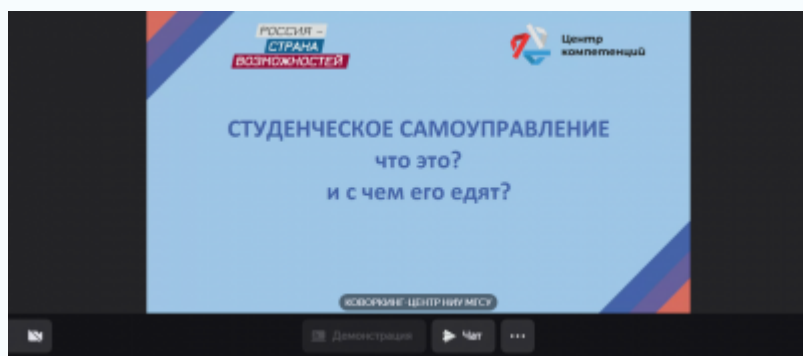 РОССИЯ –
СТРАНА
ВОЗМОЖНОСТЕЙ
Центр
компетенций
СТУДЕНЧЕСКОЕ САМОУПРАВЛЕНИЕ
что это?
и с чем его едят?
КОВОРКИНГ-ЦЕНТР НИУ МГСУ
Демонстрация
Чат